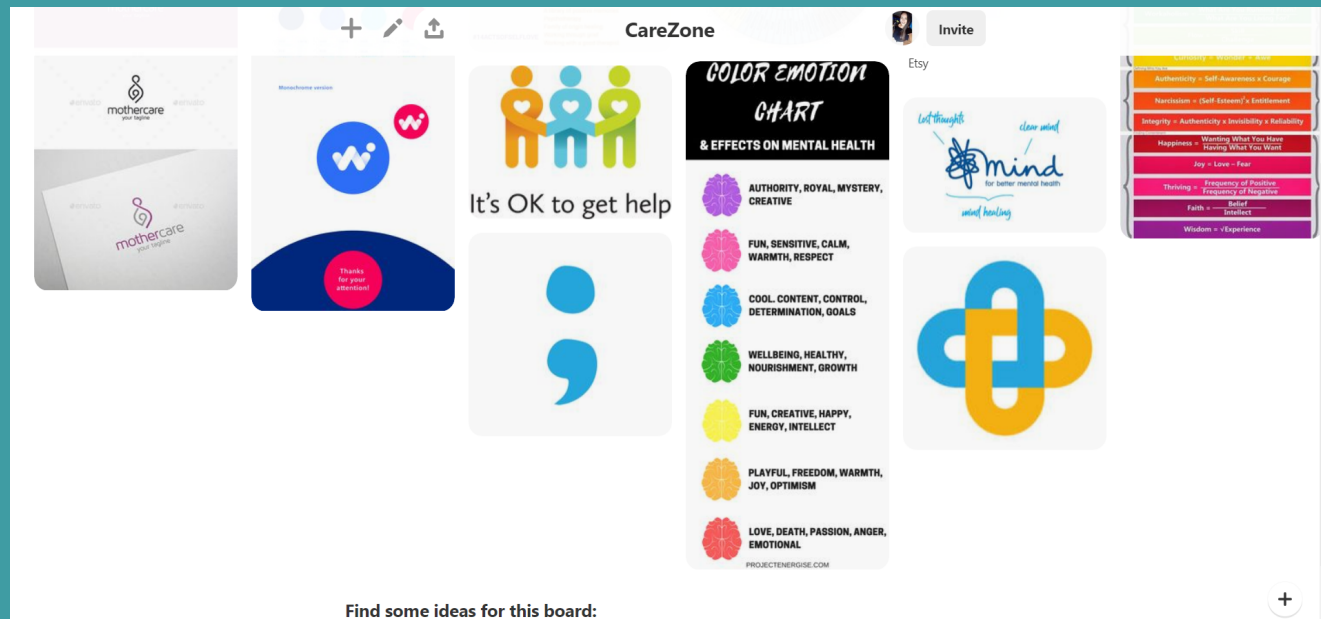 CareZone
Invite
mothercare
your tagline
mothercare
your tagline
Monochrome version
Thanks
for your
attention!
It's OK to get help
COLOR EMOTION
CHART
& EFFECTS ON MENTAL HEALTH
AUTHORITY, ROYAL, MYSTERY,
CREATIVE
FUN, SENSITIVE, CALM,
WARMTH, RESPECT
COOL. CONTENT, CONTROL,
DETERMINATION, GOALS
WELLBEING, HEALTHY,
NOURISHMENT, GROWTH
FUN, CREATIVE, HAPPY,
ENERGY, INTELLECT
PLAYFUL, FREEDOM, WARMTH,
JOY, OPTIMISM
LOVE, DEATH, PASSION, ANGER,
EMOTIONAL
PROJECTENERGISE.COM
Etsy
lost thoughts
clear mind
mind
for better mental health
mind healing
Curiosity = Wonder + Awe
Authenticity = Self-Awareness x Courage
Narcissism = (Self-Esteem)² x Entitlement
Integrity = Authenticity x Invisibility x Reliability
Happiness = Wanting What You Have
Having What You Want
Joy = Love – Fear
Thriving = Frequency of Positive
Frequency of Negative
Faith = Belief
Intellect
Wisdom = √Experience
Find some ideas for this board: